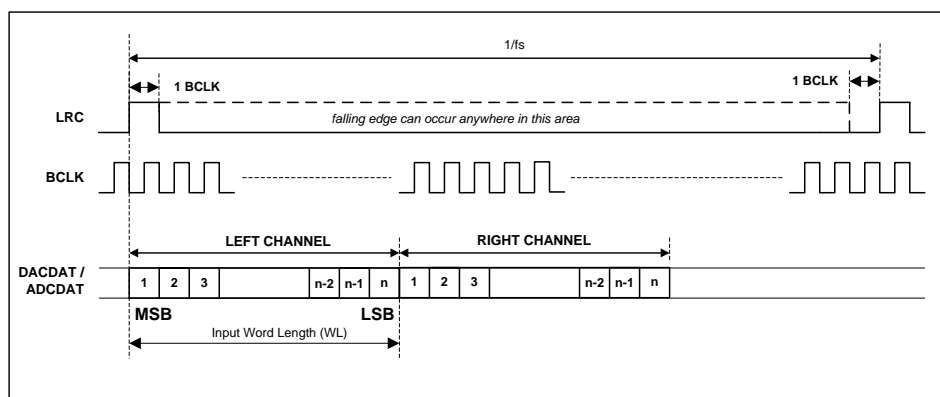 1/fs
1 BCLK
1 BCLK
LRC
falling edge can occur anywhere in this area
BCLK
LEFT CHANNEL
RIGHT CHANNEL
DACDAT /
ADCDAT
1 2 3 n-2 n-1 n 1 2 3 n-2 n-1 n
MSB LSB
Input Word Length (WL)